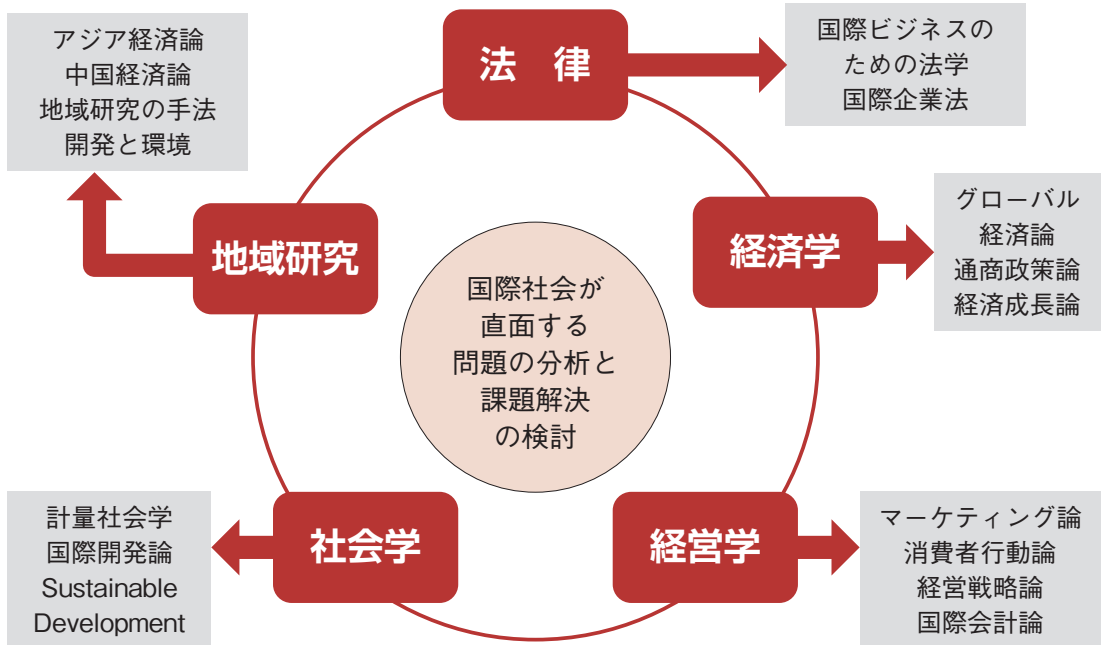 アジア経済論
中国経済論
地域研究の手法
開発と環境
法　律
国際ビジネスの
ための法学
国際企業法
地域研究
経済学
グローバル
経済論
通商政策論
経済成長論
国際社会が
直面する
問題の分析と
課題解決
の検討
計量社会学
国際開発論
Sustainable
Development
社会学
経営学
マーケティング論
消費者行動論
経営戦略論
国際会計論